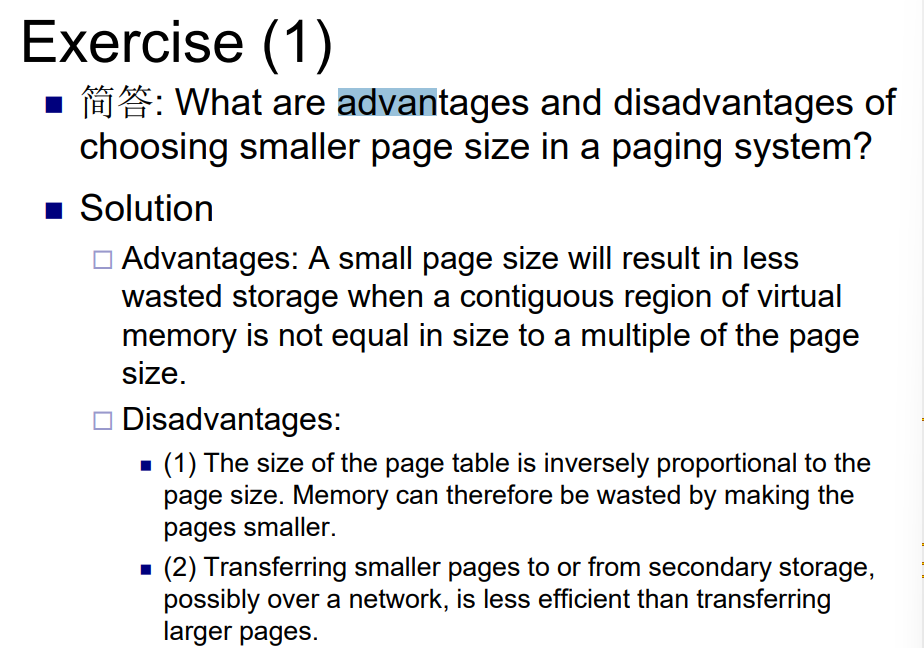 Exercise (1)
简答: What are advantages and disadvantages of
choosing smaller page size in a paging system?
Solution
Advantages: A small page size will result in less
wasted storage when a contiguous region of virtual
memory is not equal in size to a multiple of the page
size.
Disadvantages:
(1) The size of the page table is inversely proportional to the
page size. Memory can therefore be wasted by making the
pages smaller.
(2) Transferring smaller pages to or from secondary storage,
possibly over a network, is less efficient than transferring
larger pages.